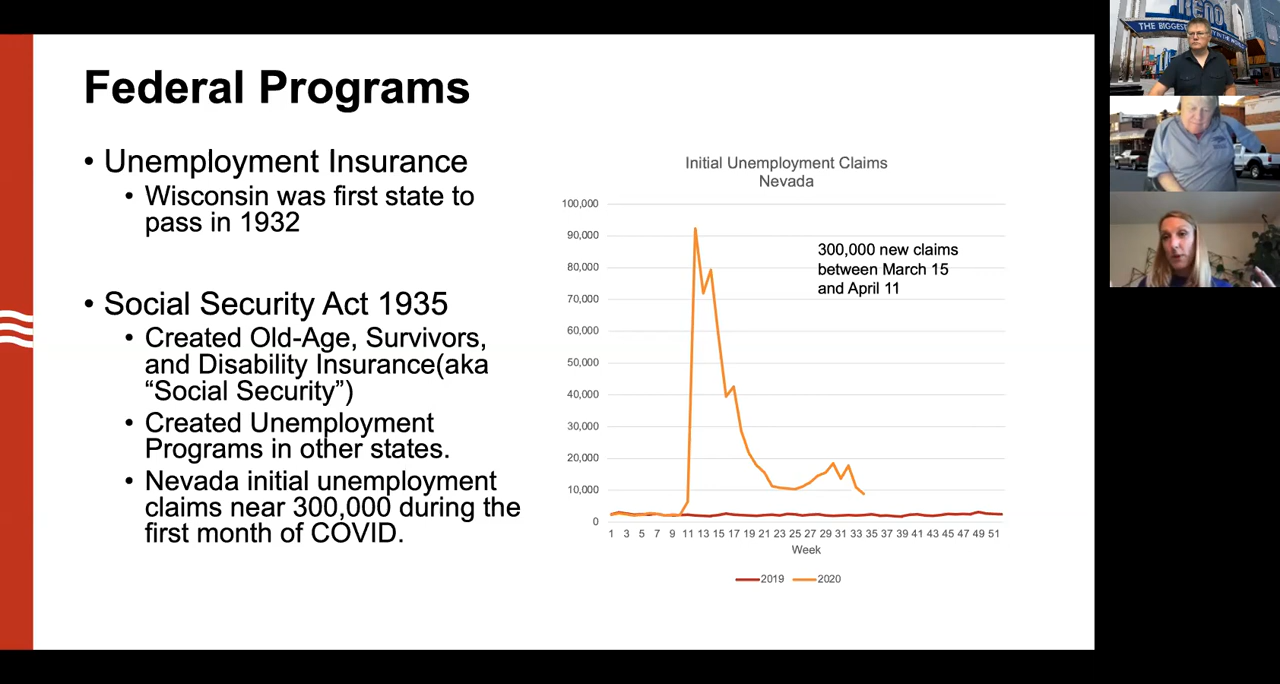 Federal Programs
• Unemployment Insurance
• Wisconsin was first state to
pass in 1932
• Social Security Act 1935
• Created Old-Age, Survivors,
and Disability Insurance(aka
“Social Security”)
• Created Unemployment
Programs in other states.
• Nevada initial unemployment
claims near 300,000 during the
first month of COVID.
Initial Unemployment Claims
Nevada
100,000
90,000
80,000
70,000
60,000
50,000
40,000
30,000
20,000
10,000
0
300,000 new claims
between March 15
and April 11
1 3 5 7 9 11 13 15 17 19 21 23 25 27 29 31 33 35 37 39 41 43 45 47 49 51
Week
2019 2020
RENO
THE BIGGEST